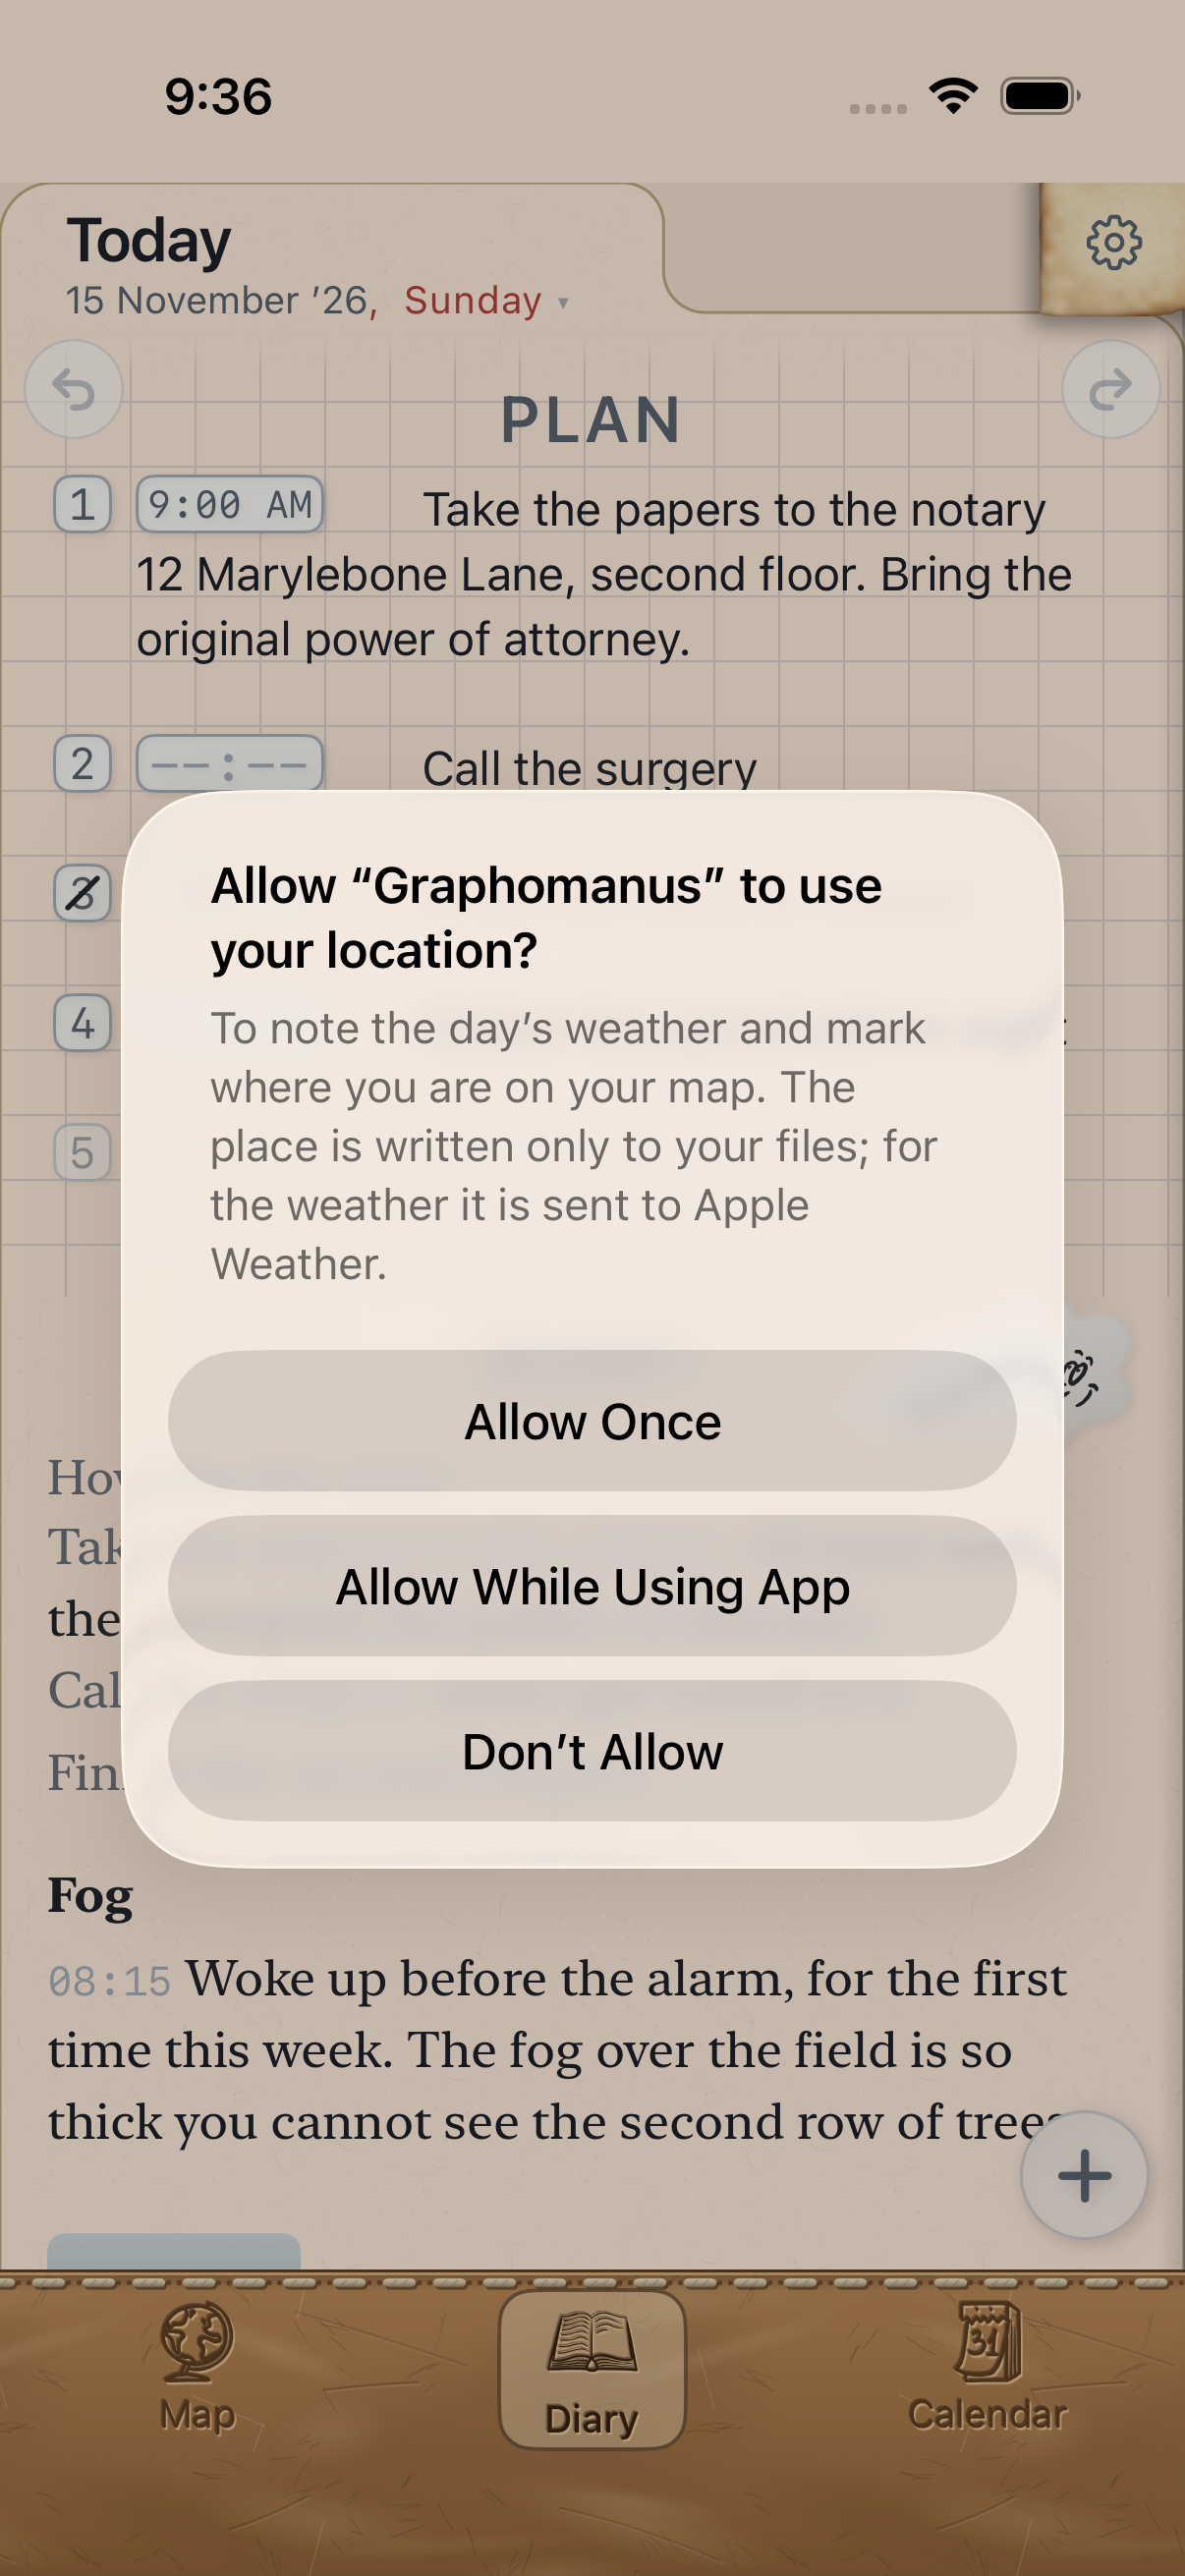 9:36
Today
15 November ’26, Sunday ▾
PLAN
1 9:00 AM Take the papers to the notary
12 Marylebone Lane, second floor. Bring the
original power of attorney.
2 --:-- Call the surgery
3
4
5
Allow “Graphomanus” to use
your location?
To note the day’s weather and mark
where you are on your map. The
place is written only to your files; for
the weather it is sent to Apple
Weather.
Allow Once
Allow While Using App
Don’t Allow
the
Fog
08:15 Woke up before the alarm, for the first
time this week. The fog over the field is so
thick you cannot see the second row of trees
31
Map
Diary
Calendar